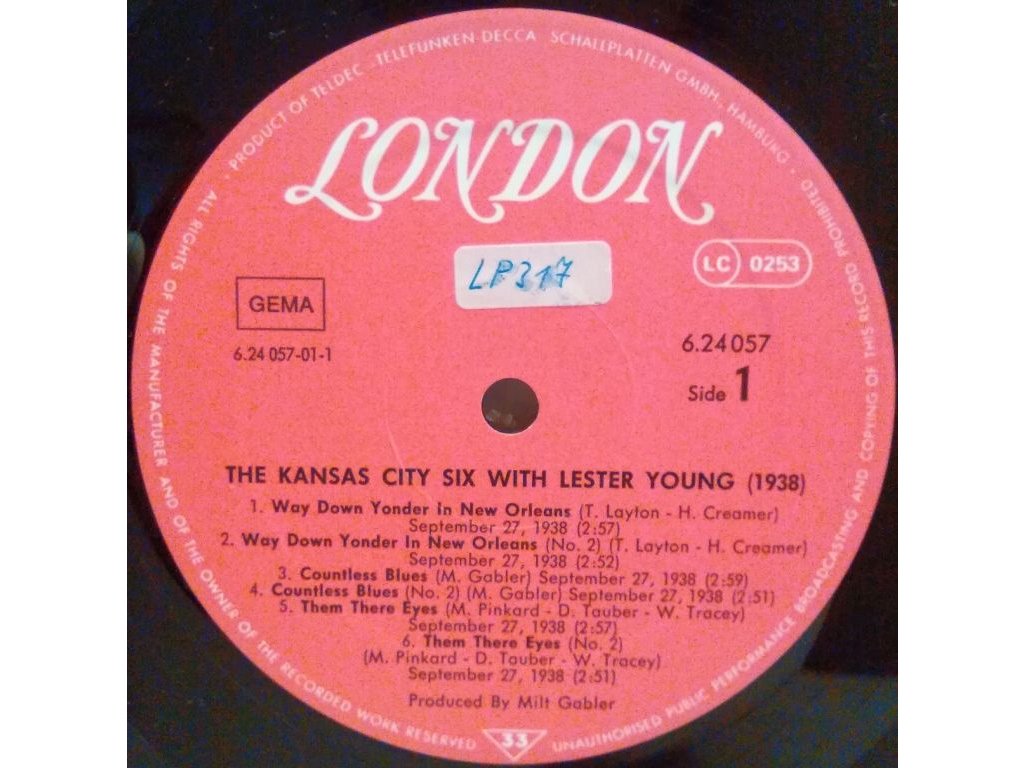 PRODUCT OF TELDEC „TELEFUNKEN DECCA SCHALLPLATTEN GMBH., HAMBURG
LONDON
LP317
LC 0253
GEMA
6.24 057-01-1
6.24057
Side 1
THE KANSAS CITY SIX WITH LESTER YOUNG (1938)
1. Way Down Yonder In New Orleans (T. Layton - H. Creamer)
September 27, 1938 (2:57)
2. Way Down Yonder In New Orleans (No. 2) (T. Layton - H. Creamer)
September 27, 1938 (2:52)
3. Countless Blues (M. Gabler) September 27, 1938 (2:59)
4. Countless Blues (No. 2) (M. Gabler) September 27, 1938 (2:51)
5. Them There Eyes (M. Pinkard - D. Tauber - W. Tracey)
September 27, 1938 (2:57)
6. Them There Eyes (No. 2)
(M. Pinkard - D. Tauber - W. Tracey)
September 27, 1938 (2:51)
Produced By Milt Gabler
33
ALL RIGHTS OF THE MANUFACTURER AND OF THE OWNER OF THE RECORDED WORK RESERVED
UNAUTHORISED PUBLIC PERFORMANCE BROADCASTING AND COPYING OF THIS RECORD PROHIBITED